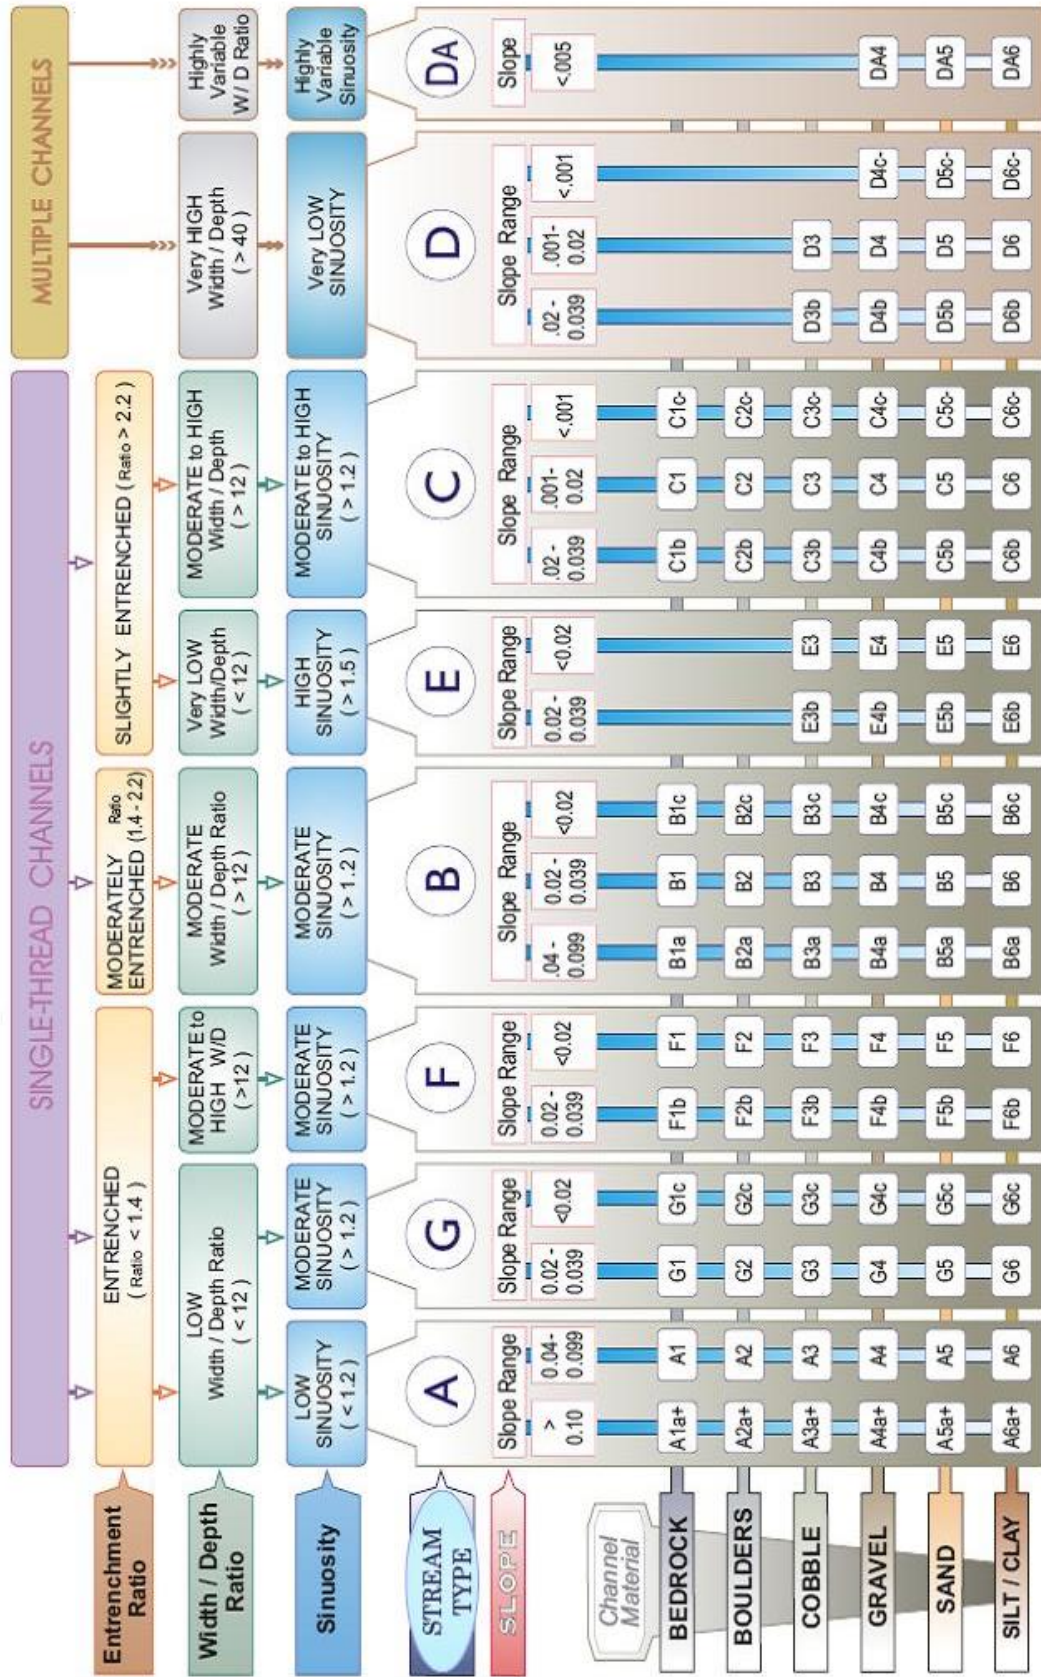 SINGLE-THREAD CHANNELS
MULTIPLE CHANNELS
Entrenchment
Ratio
ENTRENCHED
( Ratio < 1.4 )
MODERATELY Ratio
ENTRENCHED (1.4 - 2.2)
SLIGHTLY ENTRENCHED ( Ratio > 2.2 )
Width / Depth
Ratio
LOW
Width / Depth Ratio
( < 12 )
MODERATE to
HIGH W/D
( >12 )
MODERATE
Width / Depth Ratio
( >12 )
Very LOW
Width/Depth
( < 12 )
MODERATE to HIGH
Width / Depth
( > 12 )
Very HIGH
Width / Depth
( > 40 )
Highly
Variable
W / D Ratio
Sinuosity
LOW
SINUOSITY
( < 1.2 )
MODERATE
SINUOSITY
( > 1.2 )
MODERATE
SINUOSITY
( > 1.2 )
MODERATE
SINUOSITY
( > 1.2 )
HIGH
SINUOSITY
( > 1.5 )
MODERATE to HIGH
SINUOSITY
( > 1.2 )
Very LOW
SINUOSITY
Highly
Variable
Sinuosity
STREAM
TYPE
A G F B E C D DA
SLOPE
Slope Range Slope Range Slope Range Slope Range Slope Range Slope Range Slope Range Slope
>
0.10
0.04-
0.099
0.02 -
0.039
<0.02
0.02 -
0.039
<0.02
.04 -
0.099
0.02 -
0.039
<0.02
0.02 -
0.039
<0.02
.02 -
0.039
.001-
0.02
<.001
.02 -
0.039
.001-
0.02
<.001
<.005
Channel
Material
BEDROCK A1a+ A1 G1 G1c F1b F1 B1a B1 B1c C1b C1 C1c-
BOULDERS A2a+ A2 G2 G2c F2b F2 B2a B2 B2c C2b C2 C2c-
COBBLE A3a+ A3 G3 G3c F3b F3 B3a B3 B3c E3b E3 C3b C3 C3c- D3b D3
GRAVEL A4a+ A4 G4 G4c F4b F4 B4a B4 B4c E4b E4 C4b C4 C4c- D4b D4 D4c- DA4
SAND A5a+ A5 G5 G5c F5b F5 B5a B5 B5c E5b E5 C5b C5 C5c- D5b D5 D5c- DA5
SILT / CLAY A6a+ A6 G6 G6c F6b F6 B6a B6 B6c E6b E6 C6b C6 C6c- D6b D6 D6c- DA6